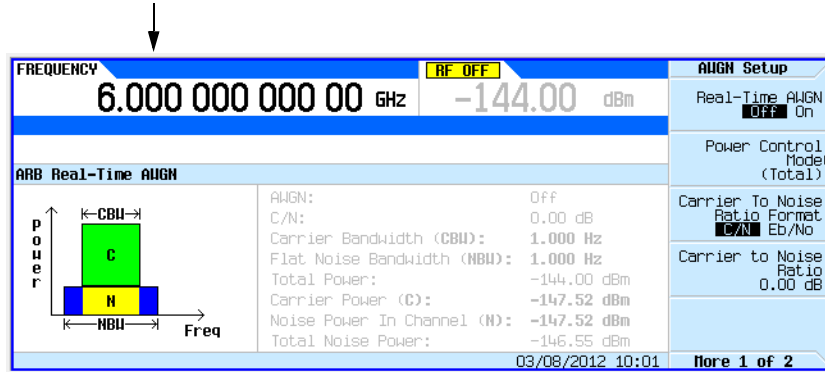 FREQUENCY
RF OFF
6.000 000 000 00 GHz
-144.00 dBm
ARB Real-Time AWGN
Power
CBW
C
N
NBW
Freq
AWGN: Off
C/N: 0.00 dB
Carrier Bandwidth (CBW): 1.000 Hz
Flat Noise Bandwidth (NBW): 1.000 Hz
Total Power: -144.00 dBm
Carrier Power (C): -147.52 dBm
Noise Power In Channel (N): -147.52 dBm
Total Noise Power: -146.55 dBm
03/08/2012 10:01
AWGN Setup
Real-Time AWGN
Off On
Power Control
Mode
(Total)
Carrier To Noise
Ratio Format
C/N Eb/No
Carrier to Noise
Ratio
0.00 dB
More 1 of 2